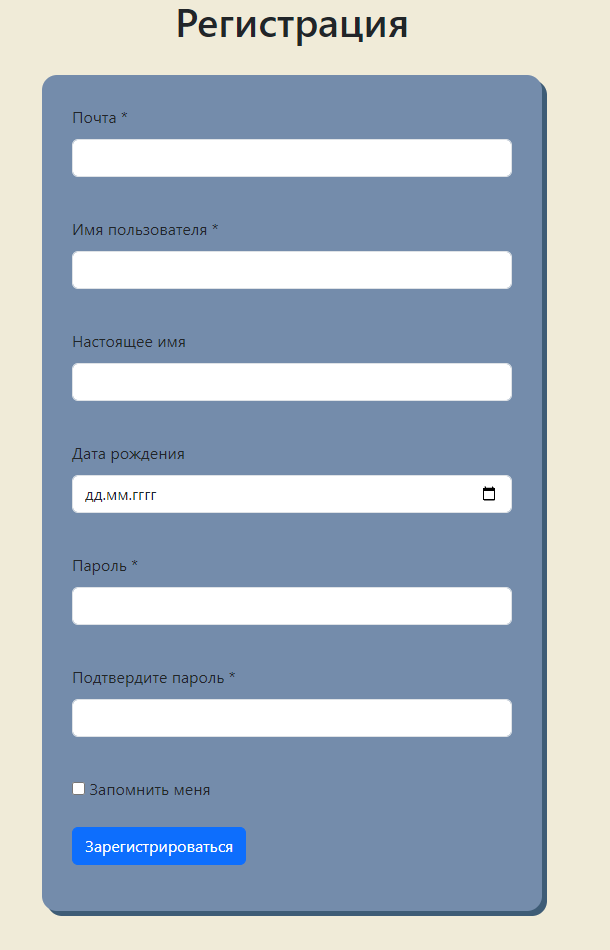 Регистрация
Почта *
Имя пользователя *
Настоящее имя
Дата рождения
дд.мм.гггг
Пароль *
Подтвердите пароль *
Запомнить меня
Зарегистрироваться